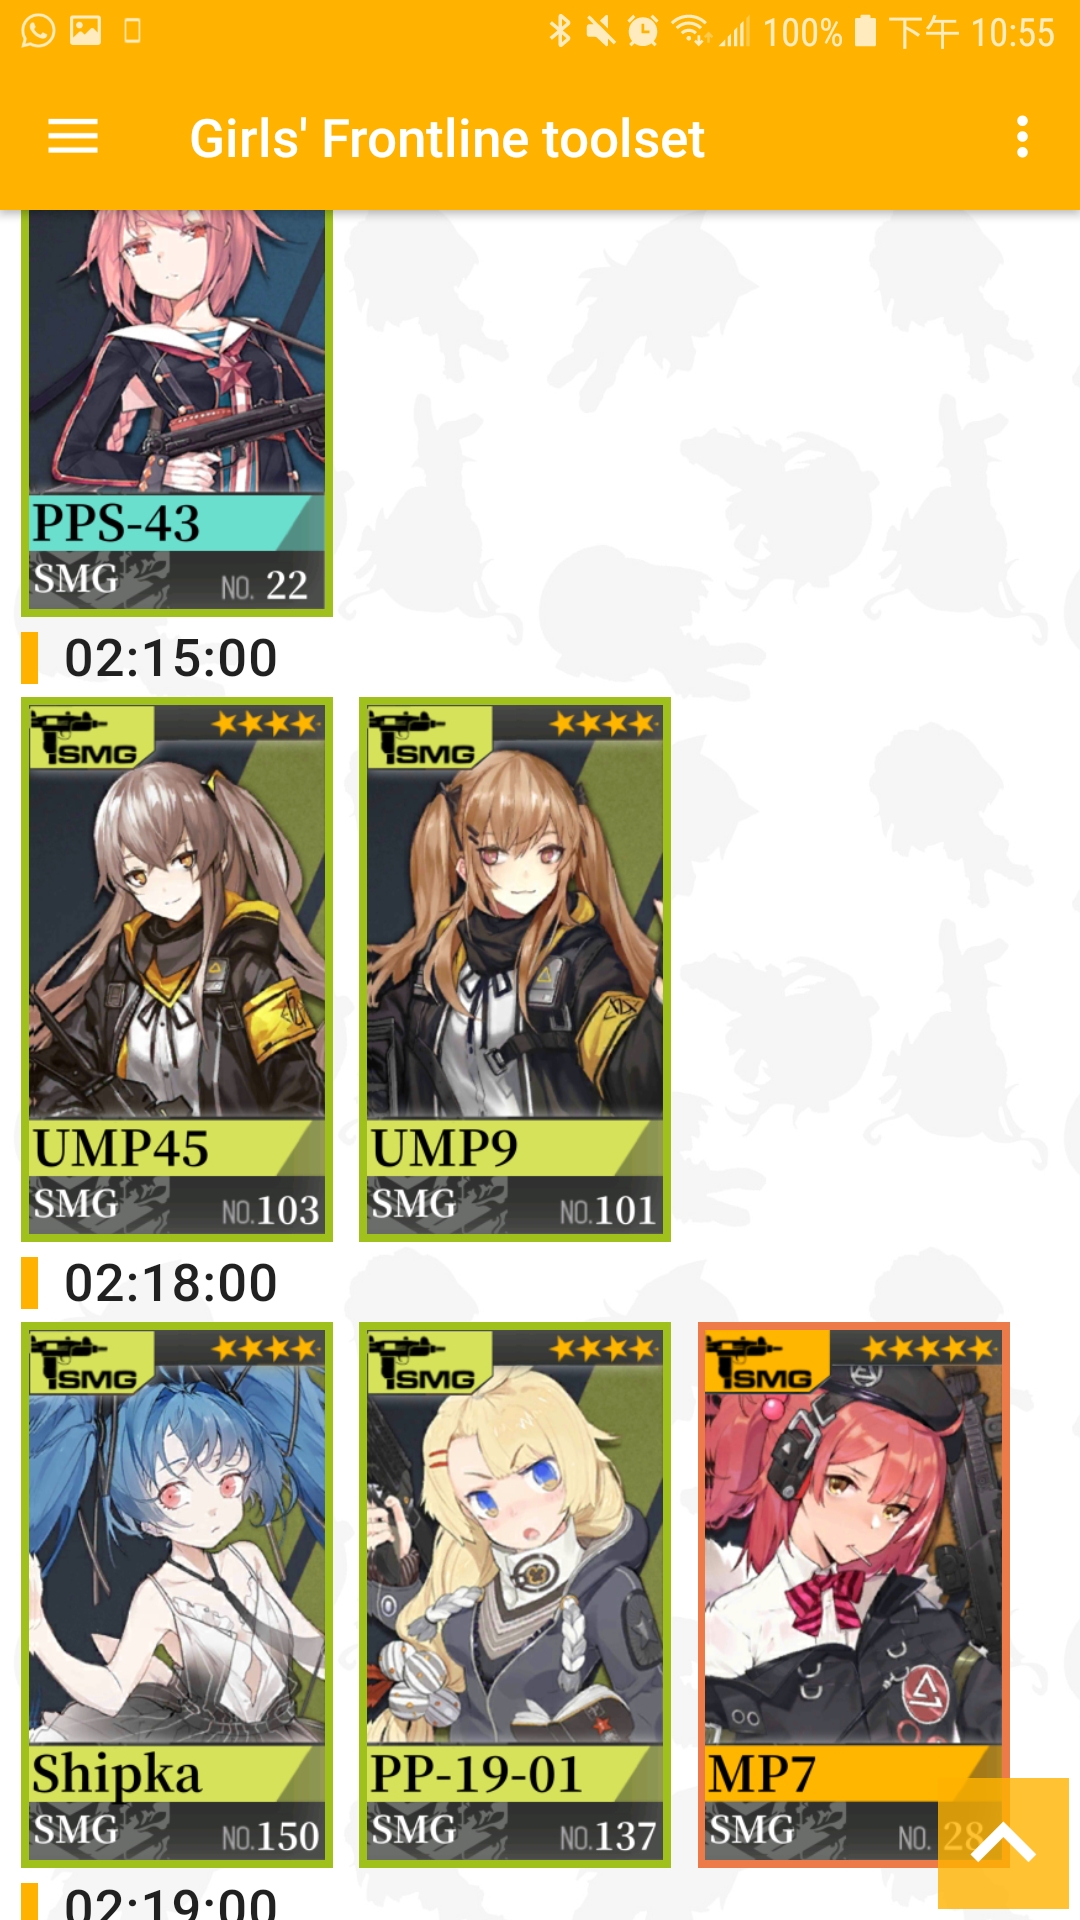 100% 下午 10:55
Girls' Frontline toolset
PPS-43
SMG NO. 22
02:15:00
SMG SMG
UMP45 UMP9
SMG NO.103 SMG NO.101
02:18:00
SMG SMG SMG
Shipka PP-19-01 MP7
SMG NO.150 SMG NO.137 SMG NO. 28
02:19:00